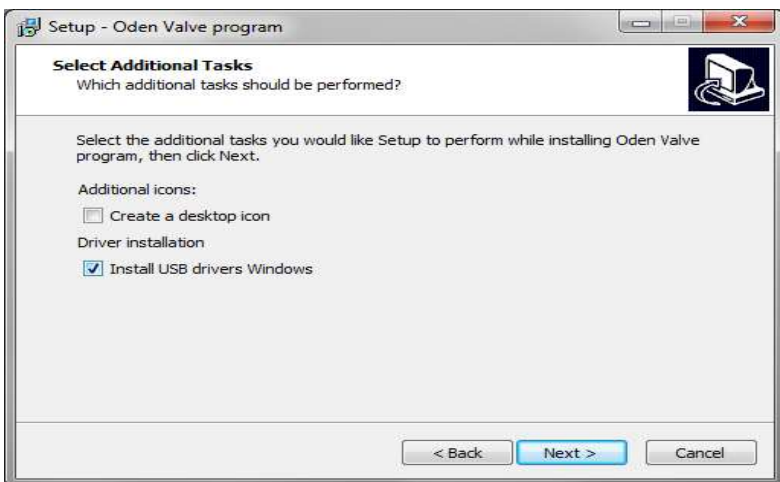 Setup - Oden Valve program
Select Additional Tasks
Which additional tasks should be performed?
Select the additional tasks you would like Setup to perform while installing Oden Valve
program, then click Next.
Additional icons:
Create a desktop icon
Driver installation
Install USB drivers Windows
< Back Next > Cancel